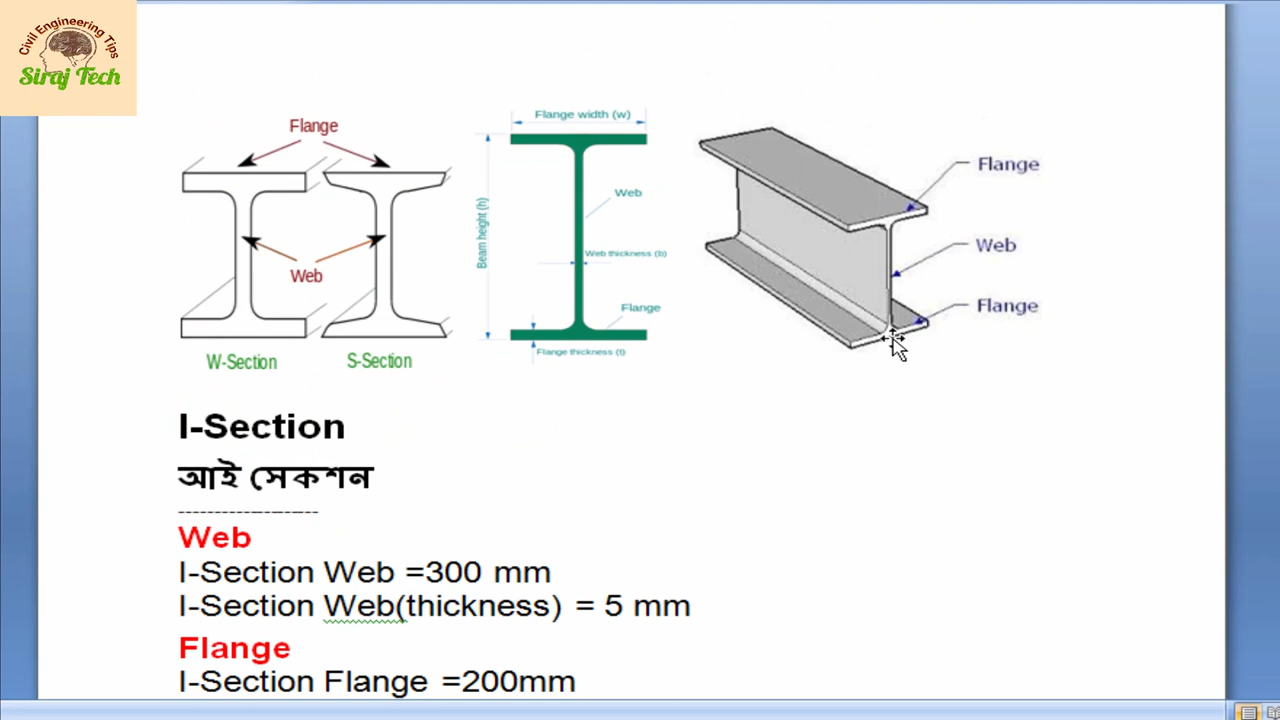 Civil Engineering Tips
Siraj Tech
Flange
Web
W-Section
S-Section
Flange width (w)
Beam height (h)
Web
Web thickness (b)
Flange
Flange thickness (t)
Flange
Web
Flange
I-Section
আই সেকশন
--------------------
Web
I-Section Web =300 mm
I-Section Web(thickness) = 5 mm
Flange
I-Section Flange =200mm